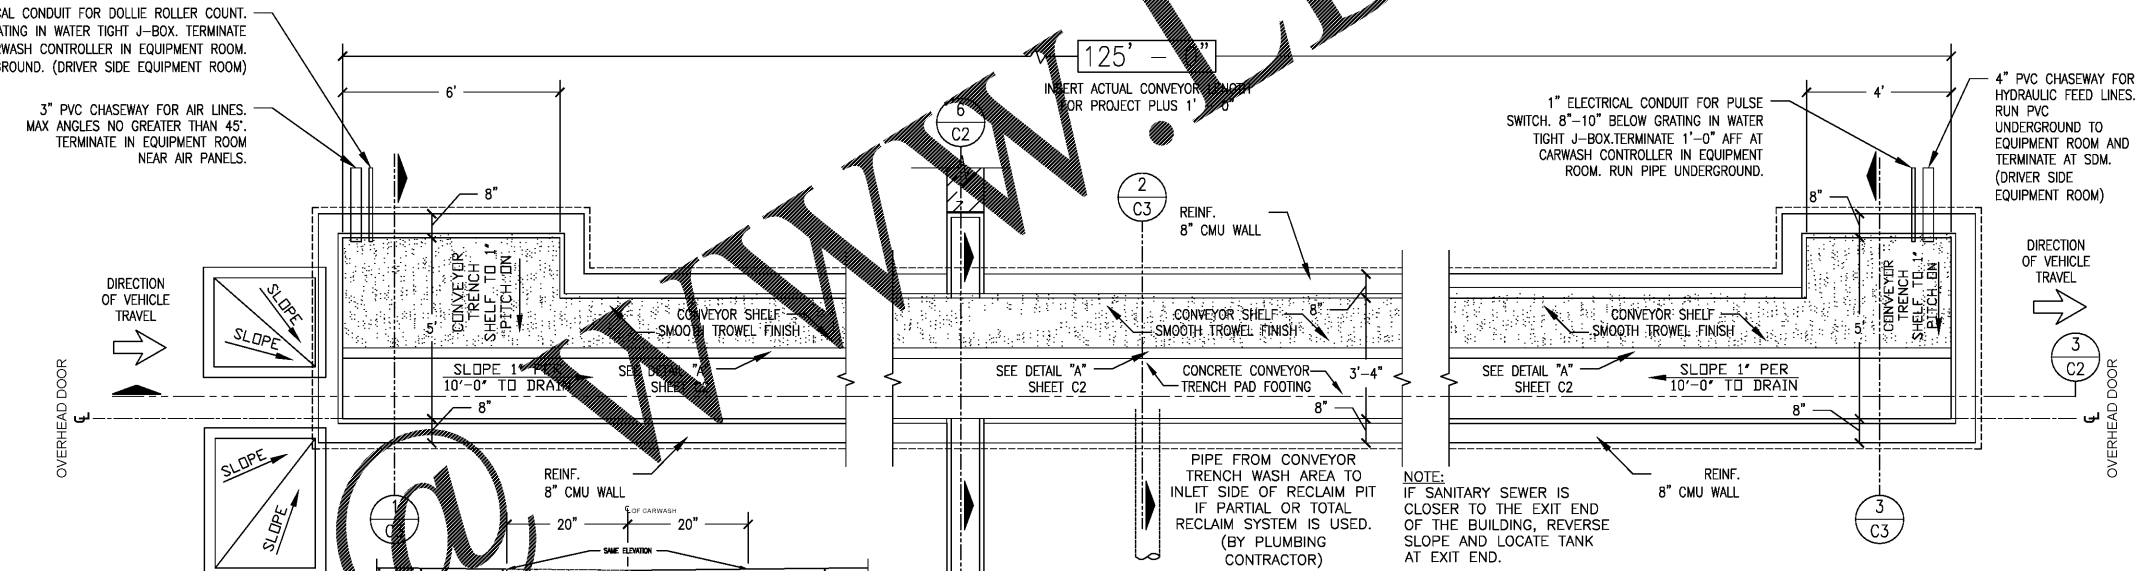 CAL CONDUIT FOR DOLLIE ROLLER COUNT.
ATING IN WATER TIGHT J-BOX. TERMINATE
RWASH CONTROLLER IN EQUIPMENT ROOM.
GROUND. (DRIVER SIDE EQUIPMENT ROOM)
3" PVC CHASEWAY FOR AIR LINES.
MAX ANGLES NO GREATER THAN 45°.
TERMINATE IN EQUIPMENT ROOM
NEAR AIR PANELS.
6'
125' -
INSERT ACTUAL CONVEYOR LENGTH
FOR PROJECT PLUS 1'
6
C2
2
C3
REINF.
8" CMU WALL
1" ELECTRICAL CONDUIT FOR PULSE
SWITCH. 8"-10" BELOW GRATING IN WATER
TIGHT J-BOX.TERMINATE 1'-0" AFF AT
CARWASH CONTROLLER IN EQUIPMENT
ROOM. RUN PIPE UNDERGROUND.
4'
4" PVC CHASEWAY FOR
HYDRAULIC FEED LINES.
RUN PVC
UNDERGROUND TO
EQUIPMENT ROOM AND
TERMINATE AT SDM.
(DRIVER SIDE
EQUIPMENT ROOM)
8"
8"
DIRECTION
OF VEHICLE
TRAVEL
SLOPE
SLOPE
CONVEYOR
TRENCH
SHELF TO 1"
PITCH ON
5'
CONVEYOR SHELF
SMOOTH TROWEL FINISH
CONVEYOR SHELF
SMOOTH TROWEL FINISH
8"
CONVEYOR SHELF
SMOOTH TROWEL FINISH
5'
CONVEYOR
TRENCH
SHELF TO 1"
PITCH ON
DIRECTION
OF VEHICLE
TRAVEL
3
C2
SLOPE 1" PER
10'-0" TO DRAIN
SEE DETAIL "A"
SHEET C2
SEE DETAIL "A"
SHEET C2
CONCRETE CONVEYOR
TRENCH PAD FOOTING
3'-4"
SEE DETAIL "A"
SHEET C2
SLOPE 1" PER
10'-0" TO DRAIN
OVERHEAD DOOR
OVERHEAD DOOR
8"
8"
8"
SLOPE
SLOPE
REINF.
8" CMU WALL
1
C3
20"
OF CARWASH
20"
SAME ELEVATION
PIPE FROM CONVEYOR
TRENCH WASH AREA TO
INLET SIDE OF RECLAIM PIT
IF PARTIAL OR TOTAL
RECLAIM SYSTEM IS USED.
(BY PLUMBING
CONTRACTOR)
NOTE:
IF SANITARY SEWER IS
CLOSER TO THE EXIT END
OF THE BUILDING, REVERSE
SLOPE AND LOCATE TANK
AT EXIT END.
REINF.
8" CMU WALL
3
C3
@WWW.LE